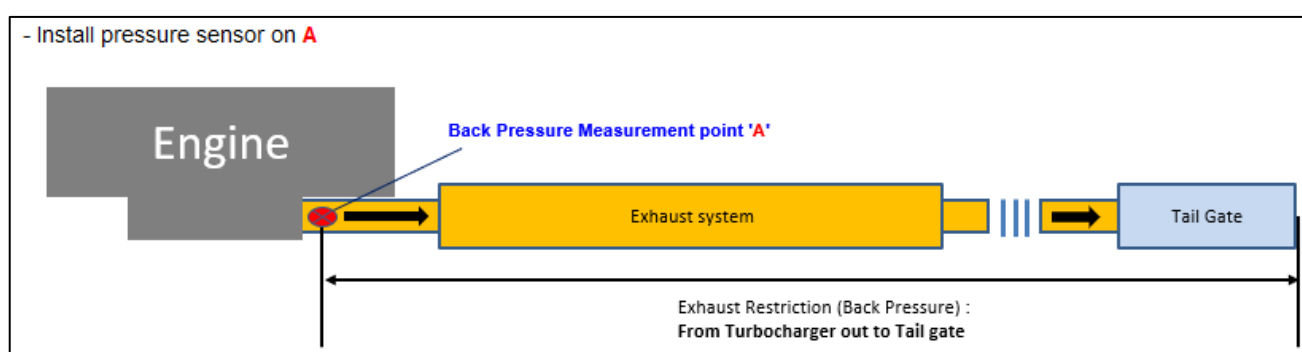 - Install pressure sensor on A
Engine
Back Pressure Measurement point 'A'
Exhaust system
Tail Gate
Exhaust Restriction (Back Pressure) :
From Turbocharger out to Tail gate